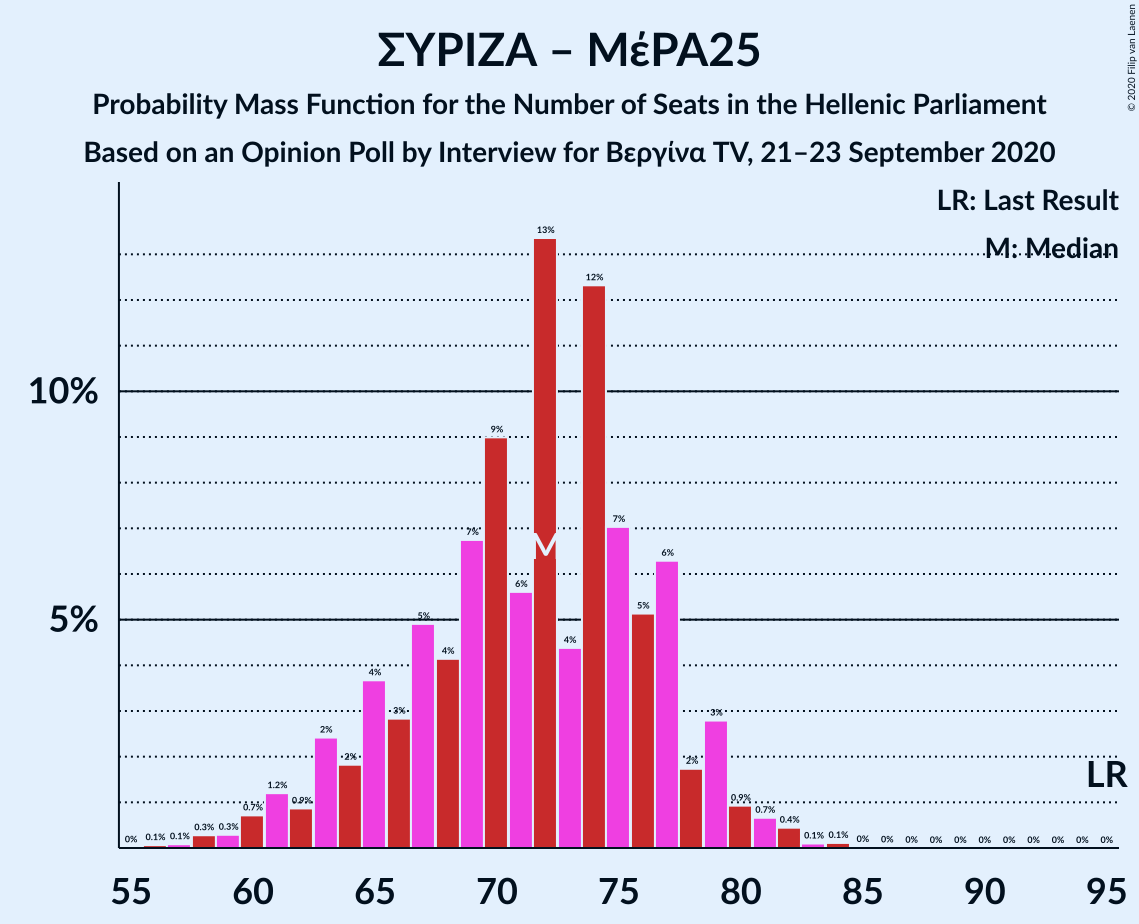 ΣΥΡΙΖΑ – ΜέΡΑ25
Probability Mass Function for the Number of Seats in the Hellenic Parliament
Based on an Opinion Poll by Interview for Βεργίνα TV, 21–23 September 2020
© 2020 Filip van Laenen
LR: Last Result
M: Median
13%
12%
10%
9%
7%
7%
6%
6%
5%
5%
5%
4%
4%
4%
3%
3%
2%
2%
2%
LR
1.2%
0.7%
0.9%
0.9%
0.7%
0.4%
0% 0.1% 0.1% 0.3% 0.3%
0.1% 0.1% 0% 0% 0% 0% 0% 0% 0% 0% 0% 0% 0%
M
55 60 65 70 75 80 85 90 95